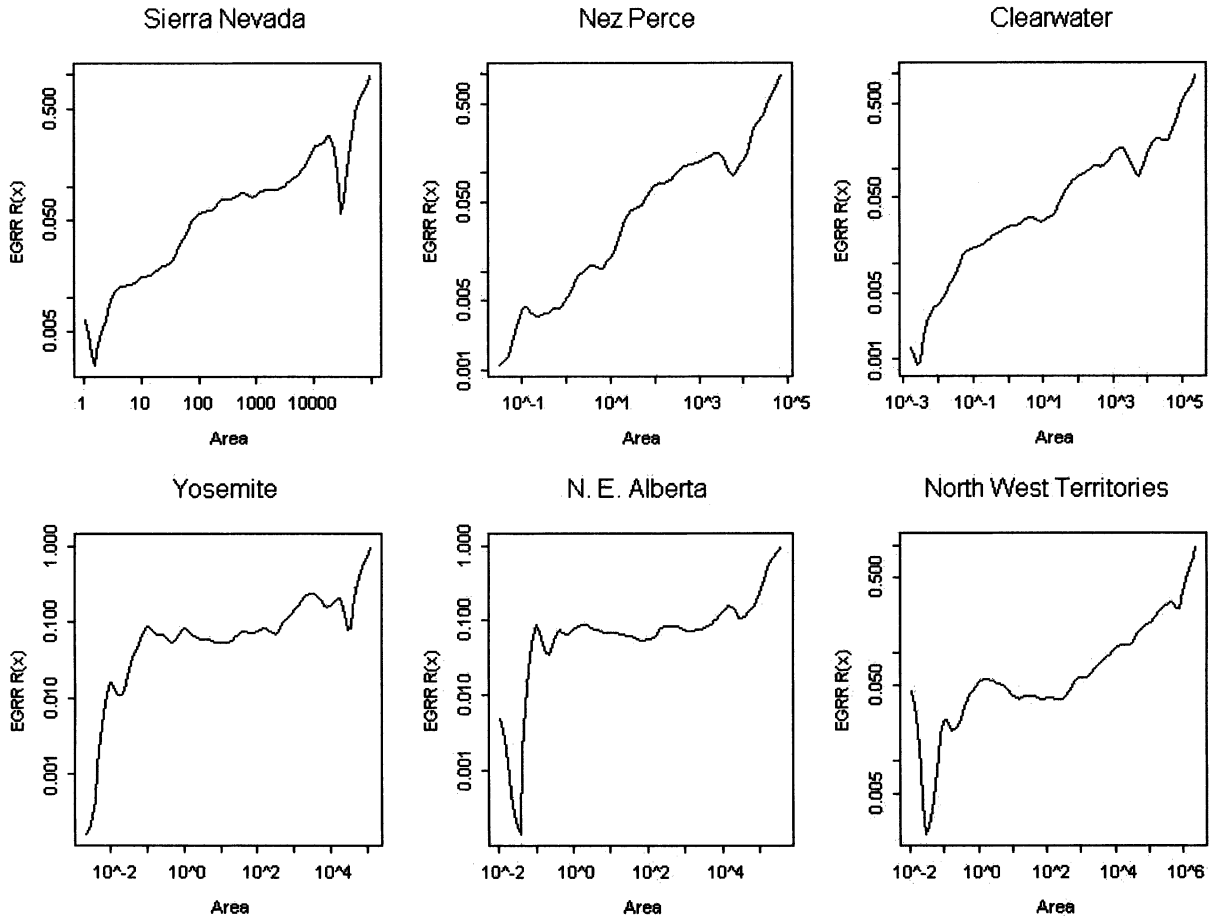 Sierra Nevada
Nez Perce
Clearwater
EGRR R(x)
0.005
0.050
0.500
.1
10
100
1000
10000
Area
EGRR R(x)
0.001
0.005
0.050
0.500
10^-1
10^1
10^3
10^5
Area
EGRR R(x)
0.001
0.005
0.050
0.500
10^-3
10^-1
10^1
10^3
10^5
Area
Yosemite
N. E. Alberta
North West Territories
EGRR R(x)
0.001
0.010
0.100
1.000
10^-2
10^0
10^2
10^4
Area
EGRR R(x)
0.001
0.010
0.100
1.000
10^-2
10^0
10^2
10^4
Area
EGRR R(x)
0.005
0.050
0.500
10^-2
10^0
10^2
10^4
10^6
Area